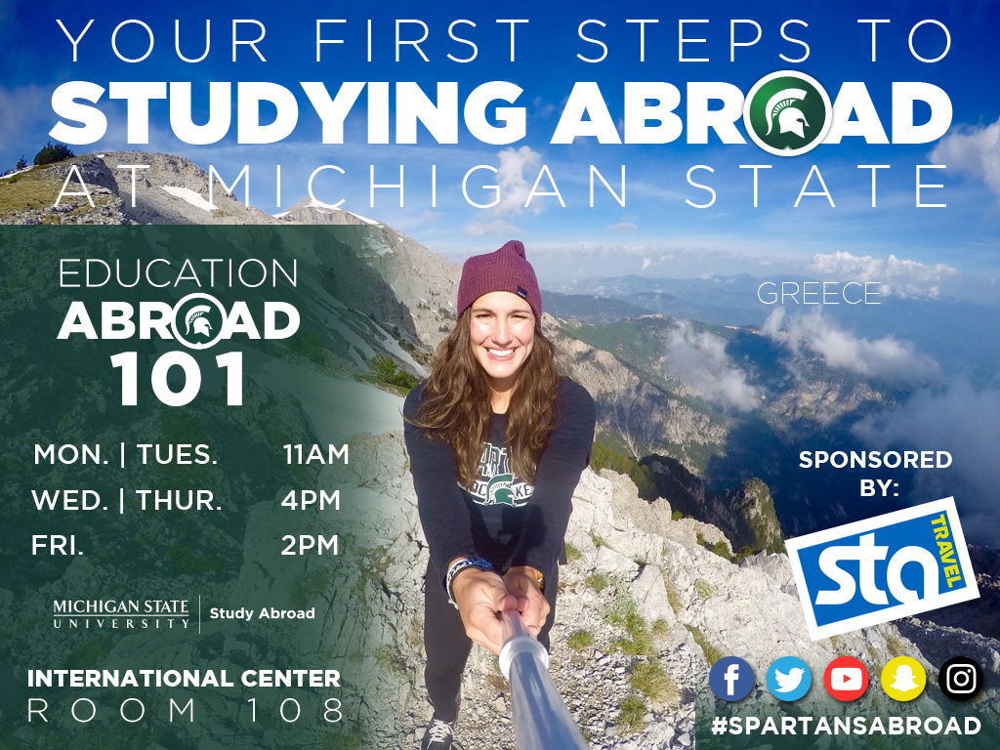 YOUR FIRST STEPS TO
STUDYING ABROAD
AT MICHIGAN STATE
EDUCATION
ABROAD
101
MON. | TUES. 11AM
WED. | THUR. 4PM
FRI. 2PM
MICHIGAN STATE
UNIVERSITY
Study Abroad
INTERNATIONAL CENTER
ROOM 108
GREECE
SPONSORED
BY:
sta
TRAVEL
#SPARTANSABROAD